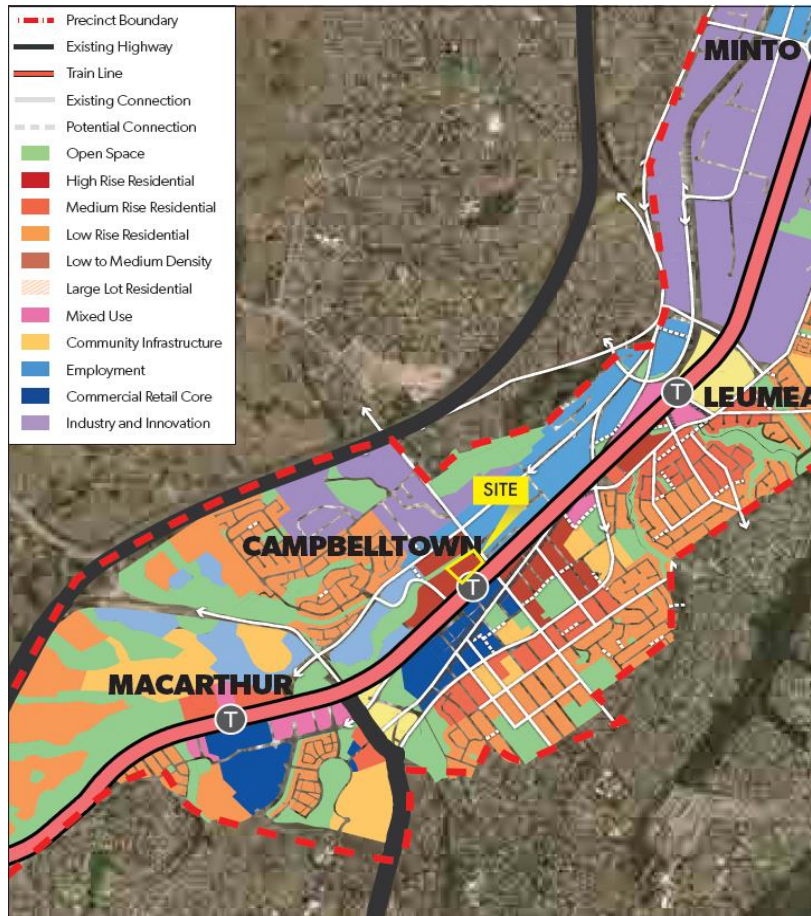 Precinct Boundary
Existing Highway
Train Line
Existing Connection
Potential Connection
Open Space
High Rise Residential
Medium Rise Residential
Low Rise Residential
Low to Medium Density
Large Lot Residential
Mixed Use
Community Infrastructure
Employment
Commercial Retail Core
Industry and Innovation
MINTO
T
LEUMEA
SITE
CAMPBELLTOWN
T
MACARTHUR
T